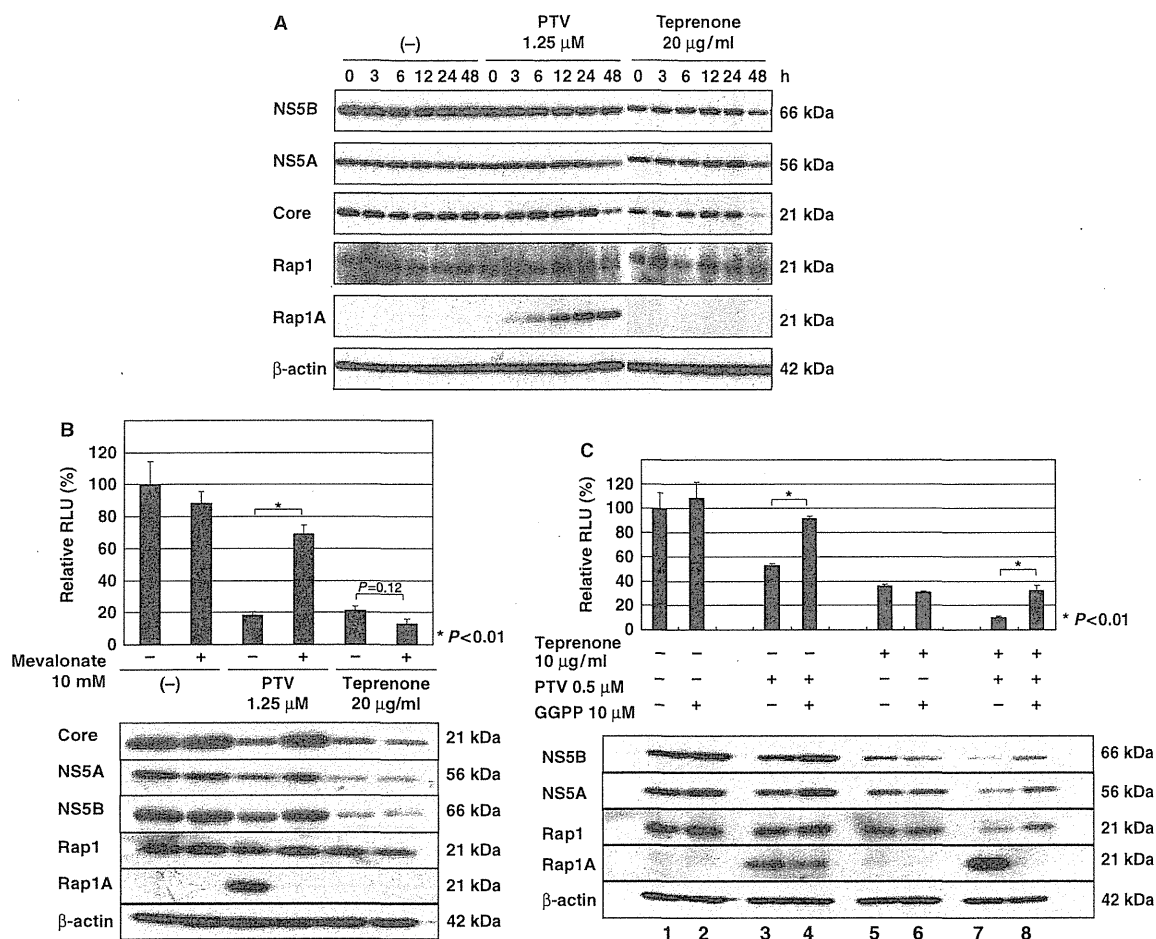 A
(–)
PTV
1.25 µM
Teprenone
20 µg/ml
0 3 6 12 24 48 0 3 6 12 24 48 0 3 6 12 24 48 h
NS5B 66 kDa
NS5A 56 kDa
Core 21 kDa
Rap1 21 kDa
Rap1A 21 kDa
β-actin 42 kDa
B
Relative RLU (%)
120
100
80
60
40
20
0
*
P=0.12
* P<0.01
Mevalonate
10 mM
– + – + – +
(–)
PTV
1.25 µM
Teprenone
20 µg/ml
Core 21 kDa
NS5A 56 kDa
NS5B 66 kDa
Rap1 21 kDa
Rap1A 21 kDa
β-actin 42 kDa
C
Relative RLU (%)
120
100
80
60
40
20
0
*
*
* P<0.01
Teprenone
10 µg/ml
– – – – + + + +
PTV 0.5 µM – – + + – – + +
GGPP 10 µM – + – + – + – +
NS5B 66 kDa
NS5A 56 kDa
Rap1 21 kDa
Rap1A 21 kDa
β-actin 42 kDa
1 2 3 4 5 6 7 8